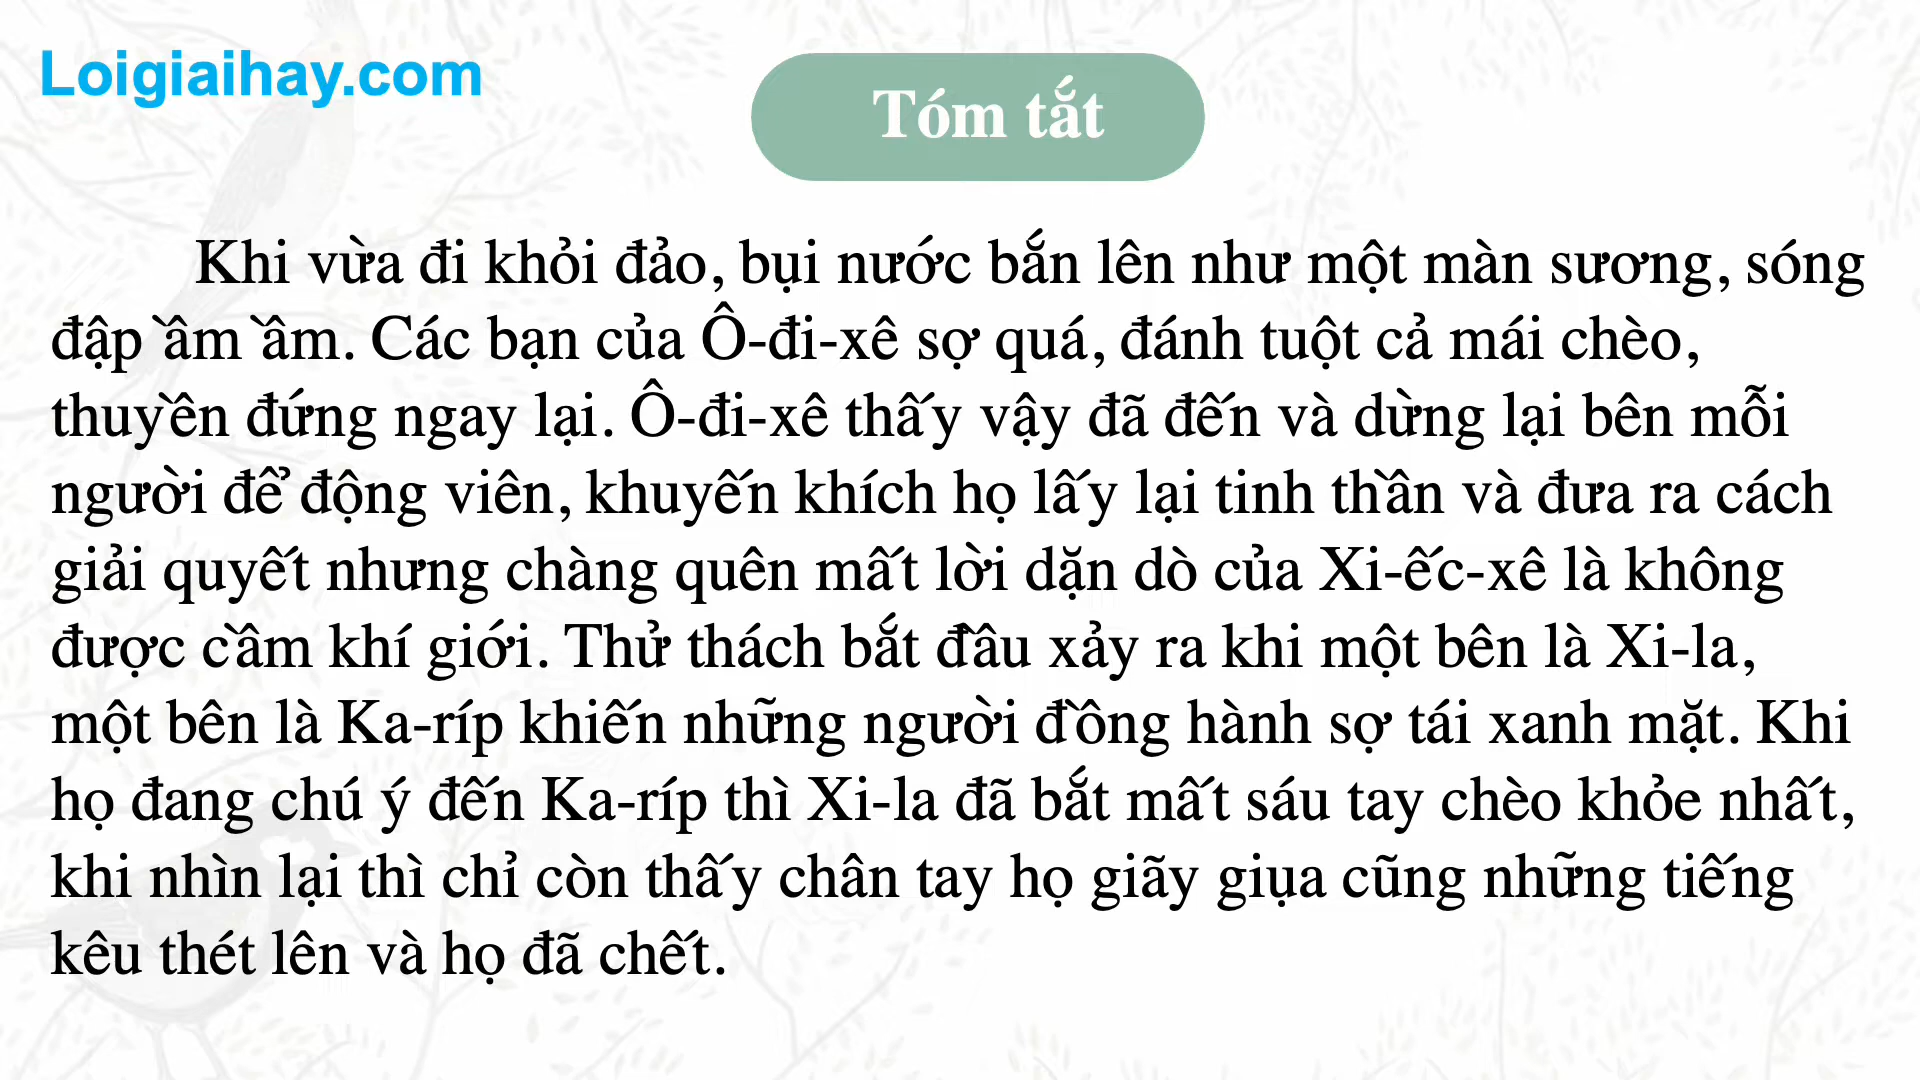 Loigiaihay.com
Tóm tắt
Khi vừa đi khỏi đảo, bụi nước bắn lên như một màn sương, sóng
đập ầm ầm. Các bạn của Ô-đi-xê sợ quá, đánh tuột cả mái chèo,
thuyền đứng ngay lại. Ô-đi-xê thấy vậy đã đến và dừng lại bên mỗi
người để động viên, khuyến khích họ lấy lại tinh thần và đưa ra cách
giải quyết nhưng chàng quên mất lời dặn dò của Xi-ếc-xê là không
được cầm khí giới. Thử thách bắt đầu xảy ra khi một bên là Xi-la,
một bên là Ka-ríp khiến những người đồng hành sợ tái xanh mặt. Khi
họ đang chú ý đến Ka-ríp thì Xi-la đã bắt mất sáu tay chèo khỏe nhất,
khi nhìn lại thì chỉ còn thấy chân tay họ giãy giụa cũng những tiếng
kêu thét lên và họ đã chết.